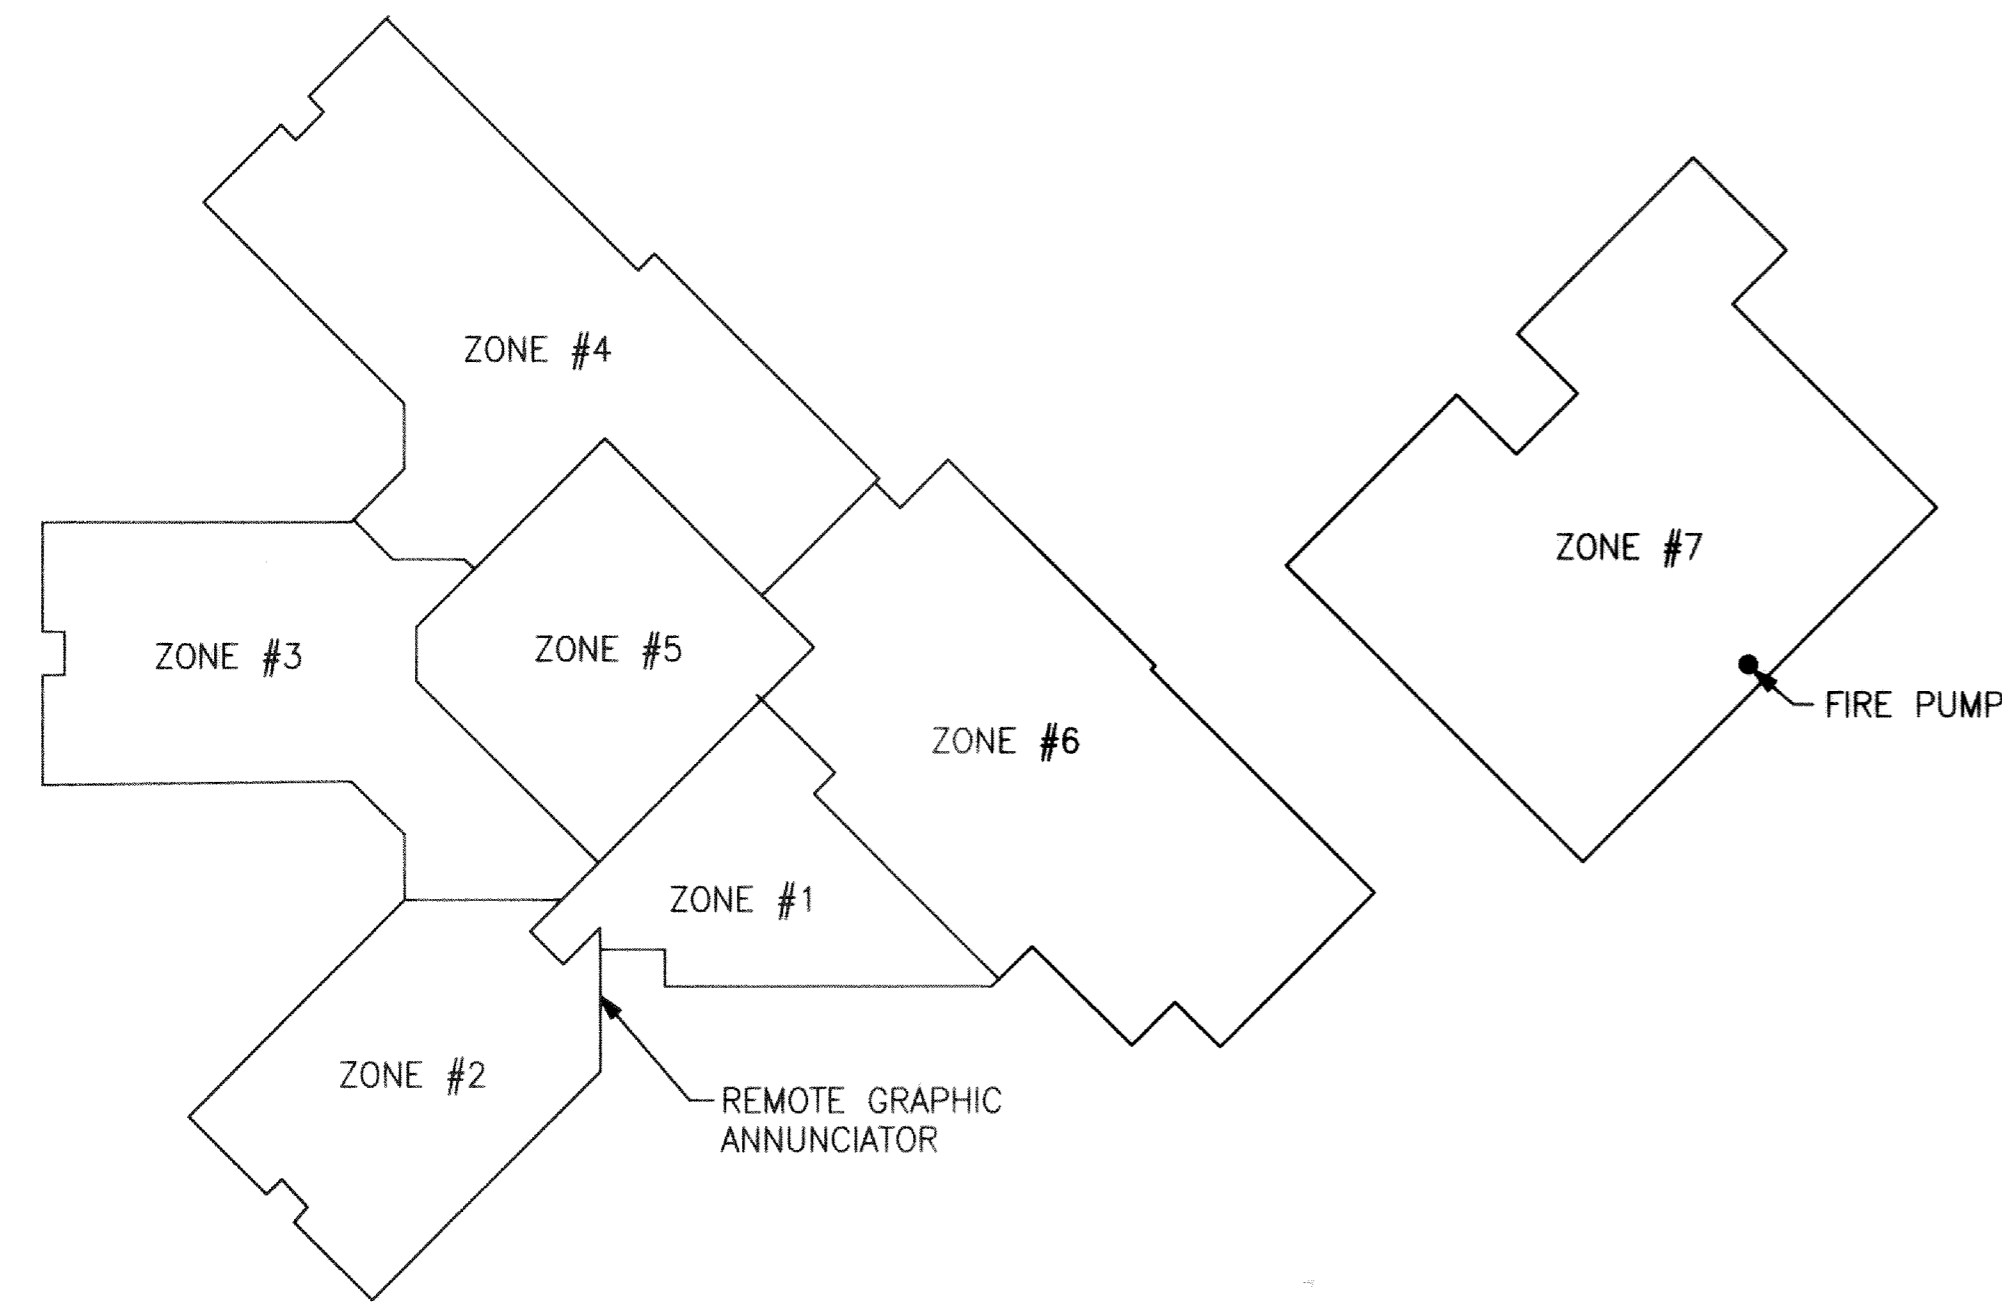 ZONE #4
ZONE #7
ZONE #3
ZONE #5
FIRE PUMP
ZONE #6
ZONE #1
ZONE #2
REMOTE GRAPHIC
ANNUNCIATOR